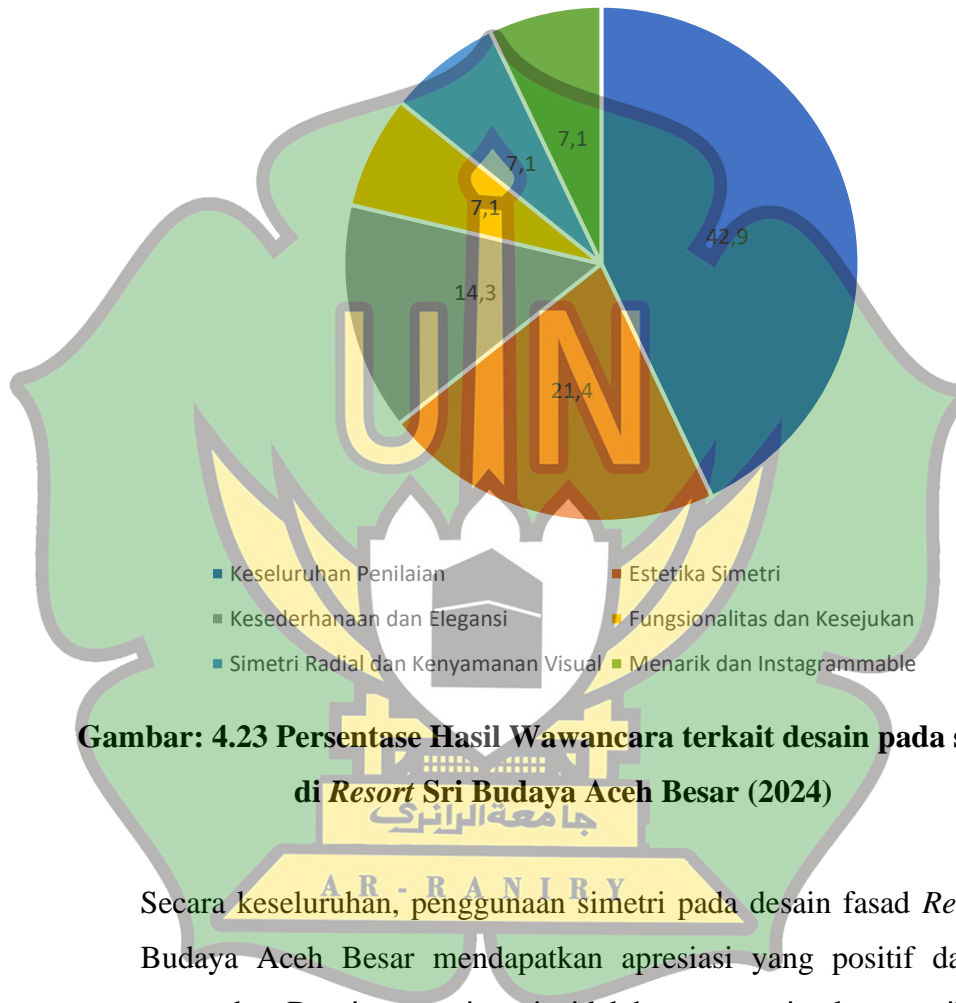 7,1
7,1
42,9
7,1
14,3
21,4
UIN
Keseluruhan Penilaian
Estetika Simetri
Kesederhanaan dan Elegansi
Fungsionalitas dan Kesejukan
Simetri Radial dan Kenyamanan Visual
Menarik dan Instagrammable
Gambar: 4.23 Persentase Hasil Wawancara terkait desain pada
di Resort Sri Budaya Aceh Besar (2024)
جامعة الرانري
AR-RANIRY
Secara keseluruhan, penggunaan simetri pada desain fasad
Budaya Aceh Besar mendapatkan apresiasi yang positif